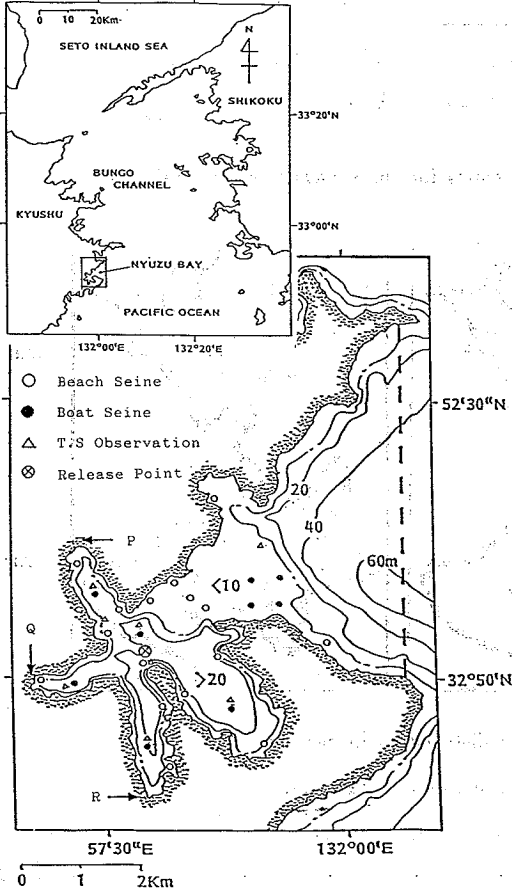 0 10 20Km
SETO INLAND SEA
N
SHIKOKU
33°20'N
BUNGO
CHANNEL
KYUSHU
33°00'N
NYUZU BAY
PACIFIC OCEAN
132°00'E 132°20'E
Beach Seine
Boat Seine
T.S Observation
Release Point
52'30"N
20
40
60m
P
<10
Q
>20
32°50'N
R
57'30"E 132°00'E
0 1 2Km